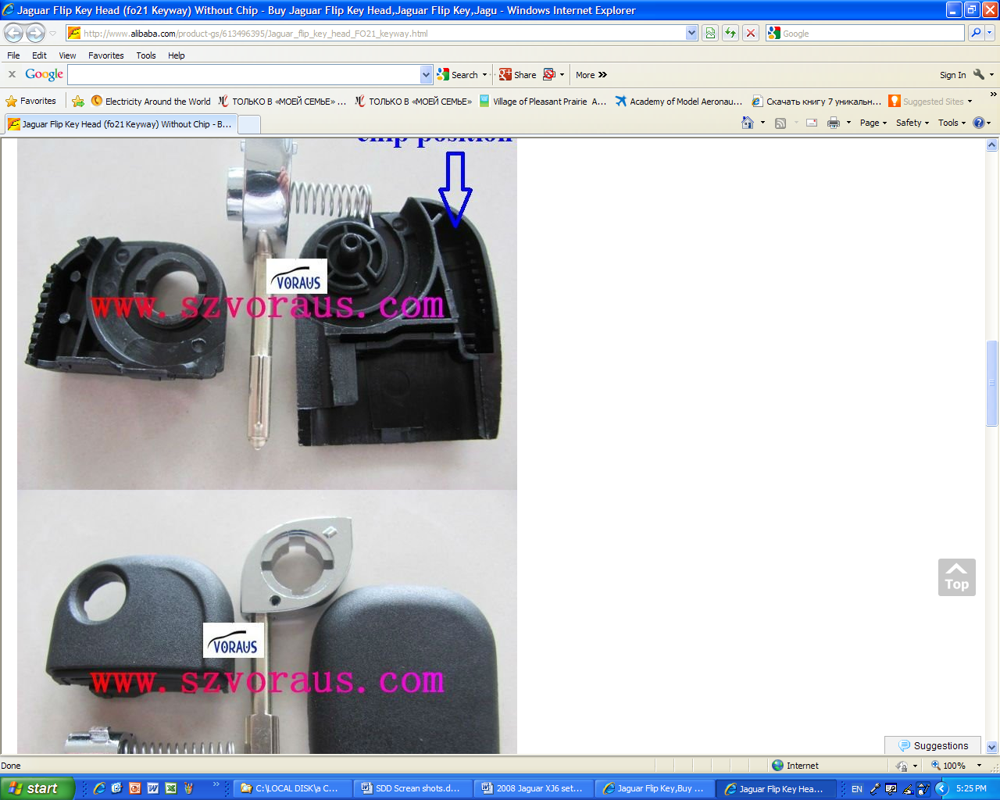 Jaguar Flip Key Head (fo21 Keyway) Without Chip - Buy Jaguar Flip Key Head,Jaguar Flip Key,Jagu - Windows Internet Explorer
http://www.alibaba.com/product-gs/613496395/Jaguar_flip_key_head_FO21_keyway.html
Google
File Edit View Favorites Tools Help
x Google Search Share More » Sign In
Favorites Electricity Around the World ТОЛЬКО В «МОЕЙ СЕМЬЕ» ... ТОЛЬКО В «МОЕЙ СЕМЬЕ» Village of Pleasant Prairie A... Academy of Model Aeronau... Скачать книгу 7 уникальн... Suggested Sites »
Jaguar Flip Key Head (fo21 Keyway) Without Chip - B... Page Safety Tools
chip position
VORAUS
www.szvoraus.com
Top
VORAUS
www.szvoraus.com
Suggestions
Done Internet 100%
start W X » C:\LOCAL DISK\a C... SDD Screan shots.d... 2008 Jaguar XJ6 set... Jaguar Flip Key,Buy ... Jaguar Flip Key Hea... EN 5:25 PM